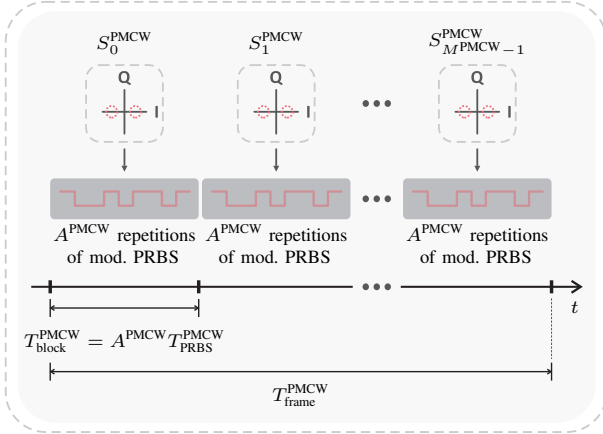 S_0^PMCW S_1^PMCW S_{M^PMCW−1}^PMCW
Q Q Q
I I ••• I
•••
A^PMCW repetitions A^PMCW repetitions A^PMCW repetitions
of mod. PRBS of mod. PRBS of mod. PRBS
•••
t
T_block^PMCW = A^PMCW T_PRBS^PMCW
T_frame^PMCW